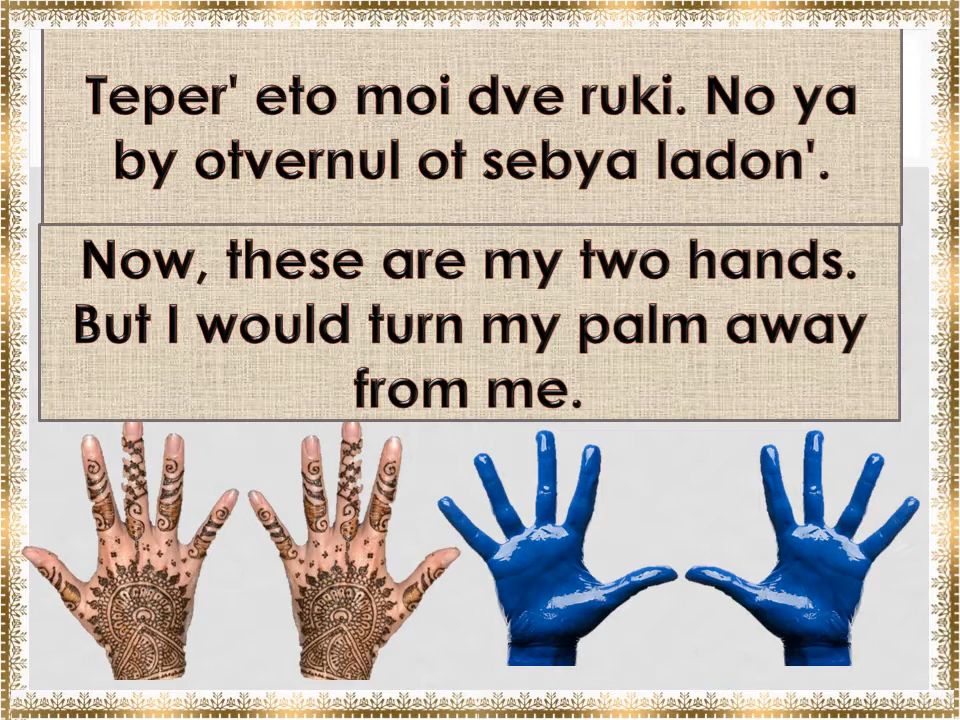 Teper' eto moi dve ruki. No ya
by otvernul ot sebya ladon'.
Now, these are my two hands.
But I would turn my palm away
from me.